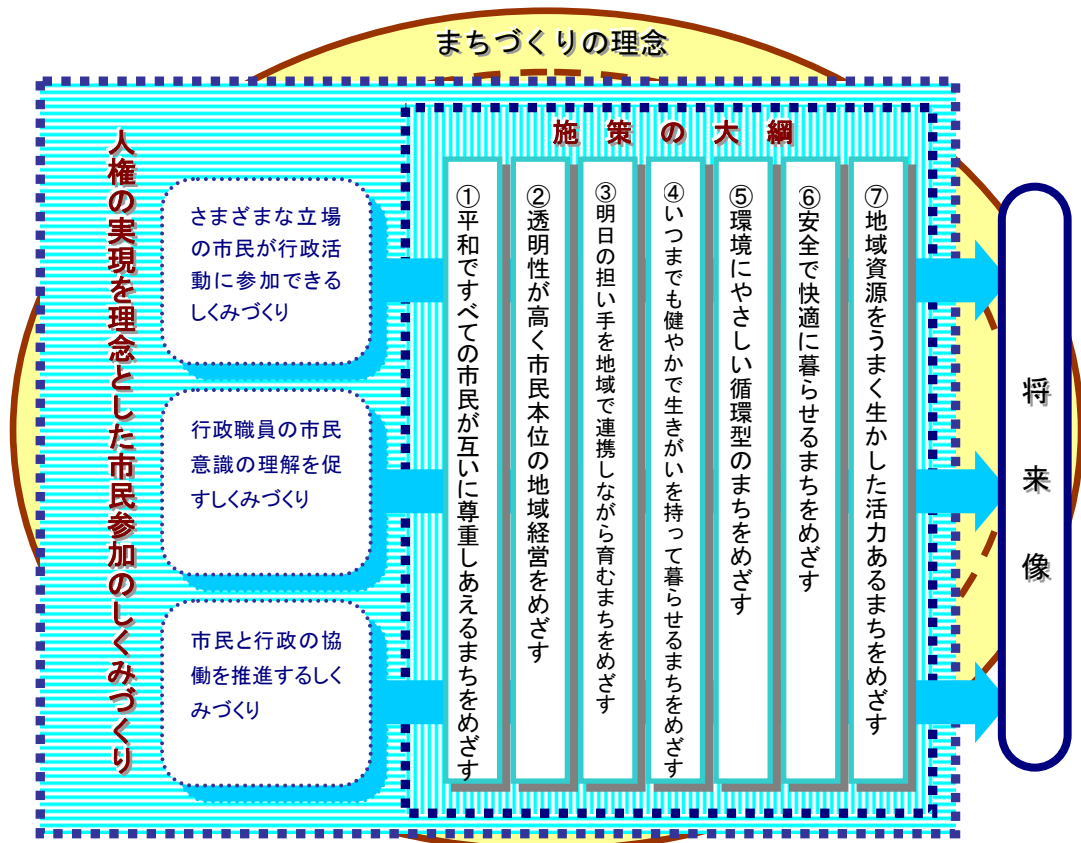 まちづくりの理念
人権の実現を理念とした市民参加のしくみづくり
さまざまな立場
の市民が行政活
動に参加できる
しくみづくり
行政職員の市民
意識の理解を促
すしくみづくり
市民と行政の協
働を推進するしく
みづくり
施策の大綱
①平和ですべての市民が互いに尊重しあえるまちをめざす
②透明性が高く市民本位の地域経営をめざす
③明日の担い手を地域で連携しながら育むまちをめざす
④いつまでも健やかで生きがいを持って暮らせるまちをめざす
⑤環境にやさしい循環型のまちをめざす
⑥安全で快適に暮らせるまちをめざす
⑦地域資源をうまく生かした活力あるまちをめざす
将来像